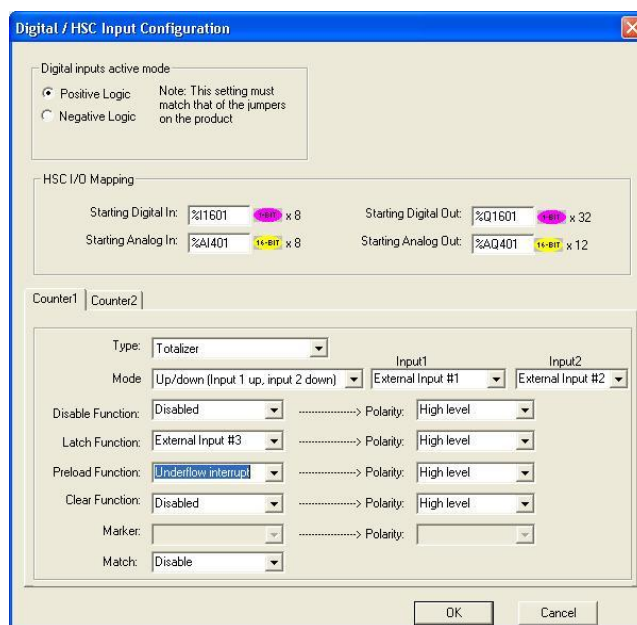 Digital / HSC Input Configuration
Digital inputs active mode
Positive Logic
Negative Logic
Note: This setting must
match that of the jumpers
on the product
HSC I/O Mapping
Starting Digital In: %I1601 1-BIT x 8 Starting Digital Out: %Q1601 1-BIT x 32
Starting Analog In: %AI401 16-BIT x 8 Starting Analog Out: %AQ401 16-BIT x 12
Counter1 Counter2
Type: Totalizer
Input1 Input2
Mode Up/down (Input 1 up, input 2 down) External Input #1 External Input #2
Disable Function: Disabled ----------------> Polarity: High level
Latch Function: External Input #3 ----------------> Polarity: High level
Preload Function: Underflow interrupt ----------------> Polarity: High level
Clear Function: Disabled ----------------> Polarity: High level
Marker: ----------------> Polarity:
Match: Disable
OK Cancel